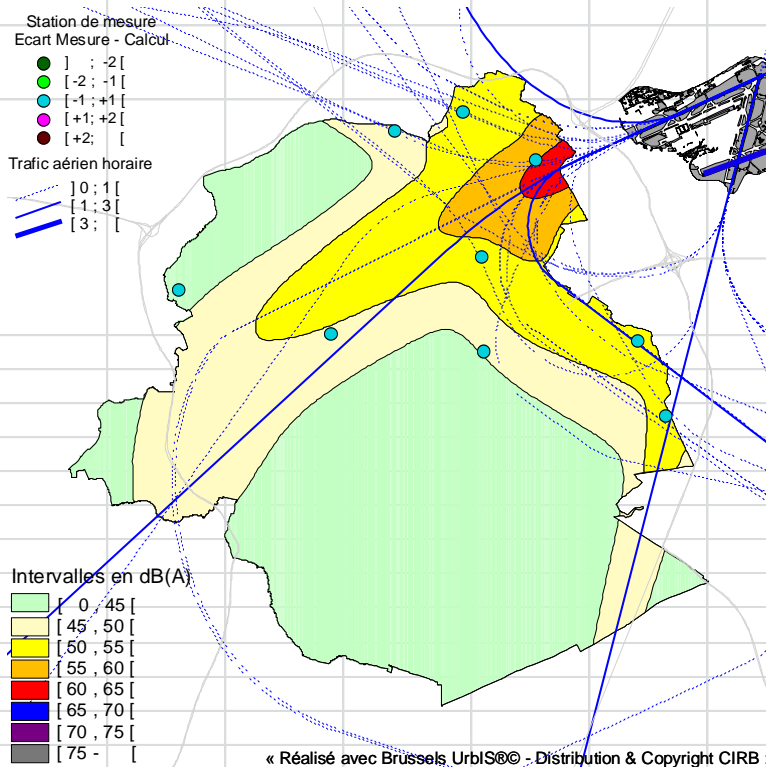 Station de mesure
Ecart Mesure - Calcul
] ; -2 [
[ -2 ; -1 [
[ -1 ; +1 [
[ +1; +2 [
[ +2; [
Trafic aérien horaire
] 0 ; 1 [
[ 1 ; 3 [
[ 3 ; [
Intervalles en dB(A)
[ 0 , 45 [
[ 45 , 50 [
[ 50 , 55 [
[ 55 , 60 [
[ 60 , 65 [
[ 65 , 70 [
[ 70 , 75 [
[ 75 - [
« Réalisé avec Brussels UrbIS®© - Distribution & Copyright CIRB